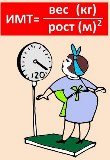 ИМТ= вес (кг)
рост (м)²
120